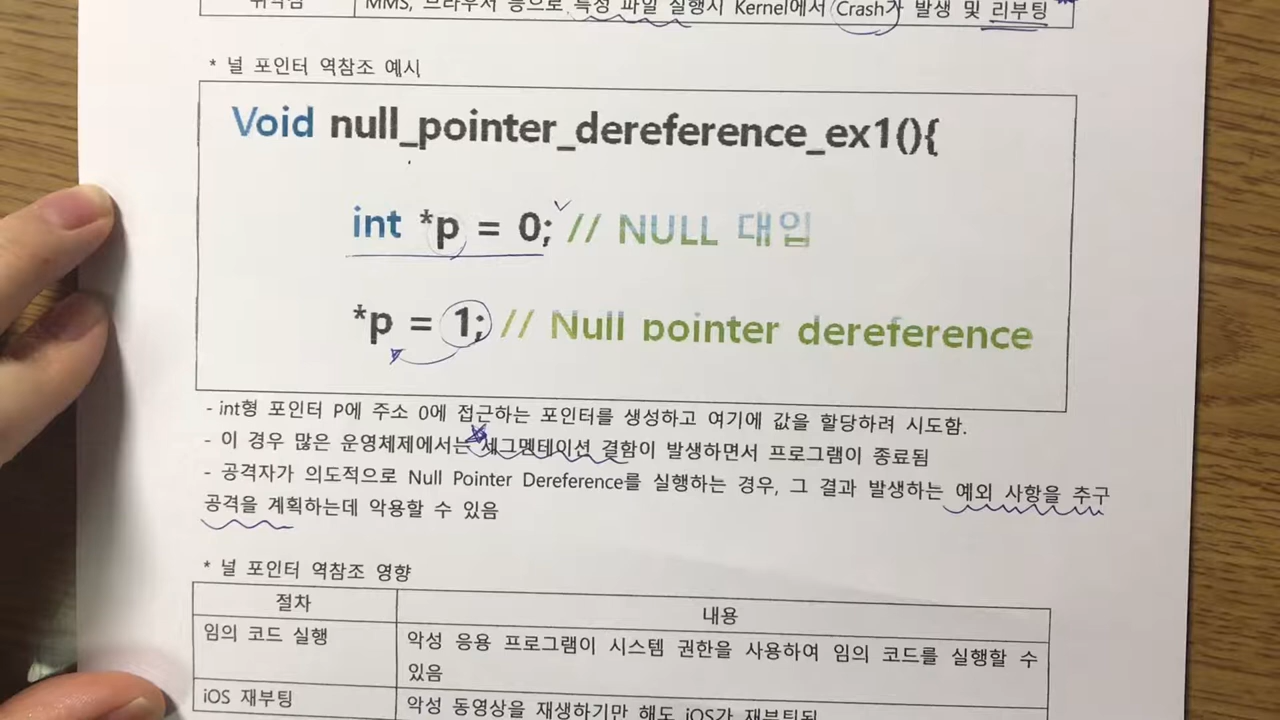 MMS, 브라우저 등으로 특정 파일 실행시 Kernel에서 Crash가 발생 및 리부팅
* 널 포인터 역참조 예시
Void null_pointer_dereference_ex1(){
int *p = 0; // NULL 대입
*p = 1; // Null pointer dereference
- int형 포인터 P에 주소 0에 접근하는 포인터를 생성하고 여기에 값을 할당하려 시도함.
- 이 경우 많은 운영체제에서는 세그멘테이션 결함이 발생하면서 프로그램이 종료됨
- 공격자가 의도적으로 Null Pointer Dereference를 실행하는 경우, 그 결과 발생하는 예외 사항을 추구
공격을 계획하는데 악용할 수 있음
* 널 포인터 역참조 영향
절차 내용
임의 코드 실행 악성 응용 프로그램이 시스템 권한을 사용하여 임의 코드를 실행할 수
있음
iOS 재부팅 악성 동영상을 재생하기만 해도 iOS가 재부팅됨